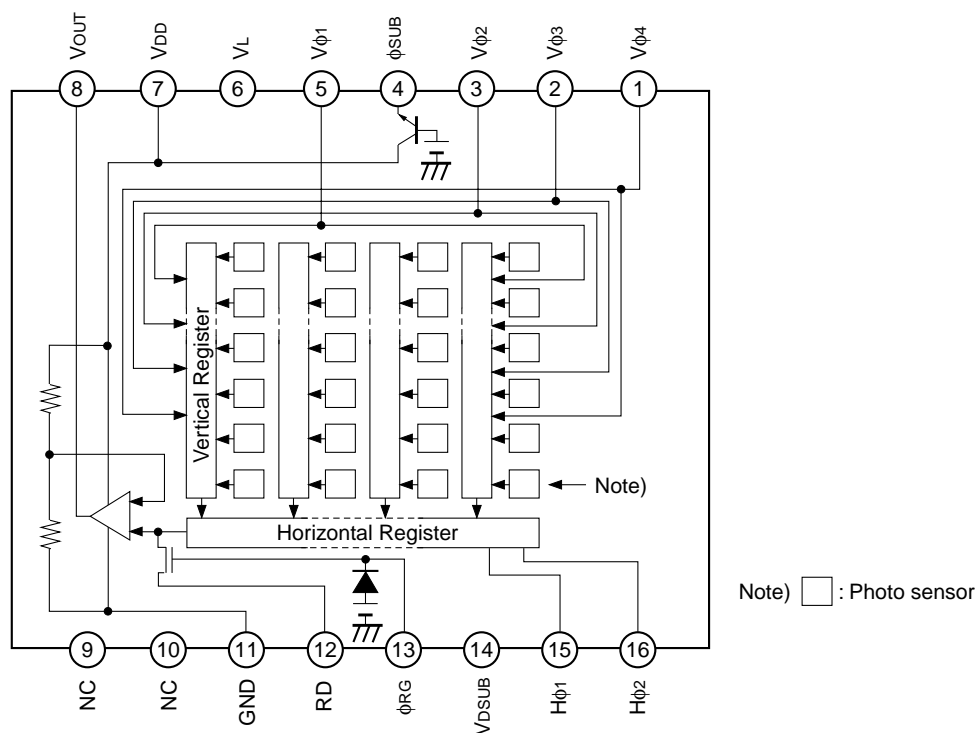 VOUT VDD VL Vϕ1 ϕSUB Vϕ2 Vϕ3 Vϕ4
8 7 6 5 4 3 2 1
Vertical Register
Note)
Horizontal Register
Note) : Photo sensor
9 10 11 12 13 14 15 16
NC NC GND RD ϕRG VDSUB Hϕ1 Hϕ2